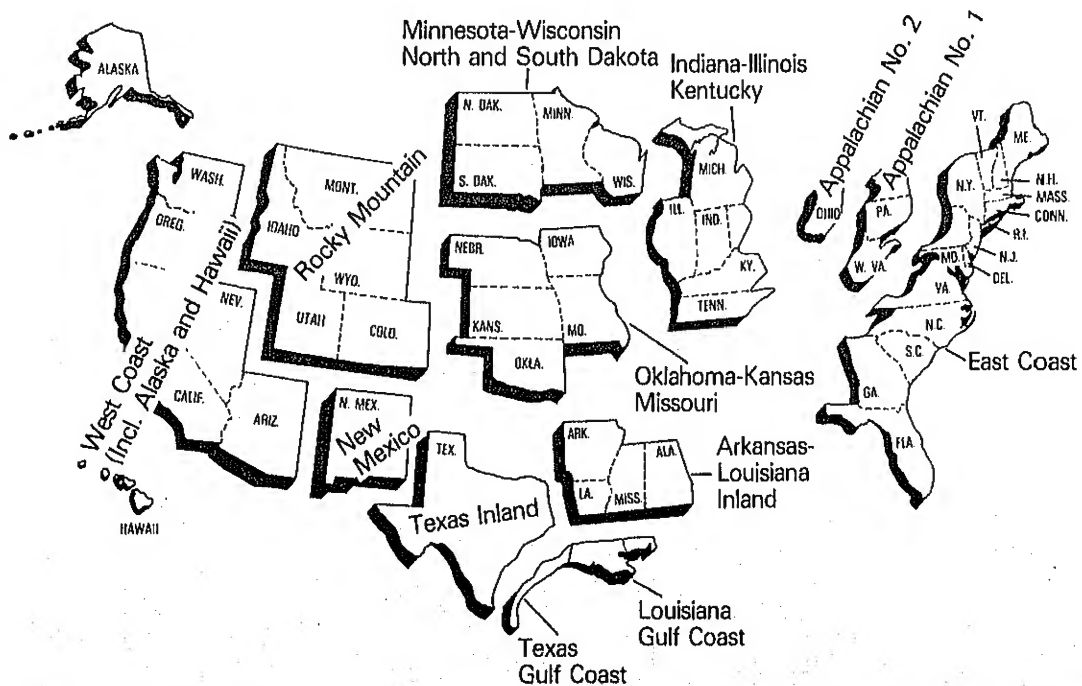 Minnesota-Wisconsin
North and South Dakota
Indiana-Illinois
Kentucky
Appalachian No. 2
Appalachian No. 1
ALASKA
WASH.
OREG.
NEV.
CALIF.
ARIZ.
West Coast
(Incl. Alaska and Hawaii)
HAWAII
MONT.
IDAHO
WYO.
UTAH
COLO.
Rocky Mountain
N. MEX.
New
Mexico
N. DAK.
S. DAK.
MINN.
WIS.
NEBR.
IOWA
KANS.
MO.
OKLA.
Oklahoma-Kansas
Missouri
MICH.
ILL.
IND.
KY.
TENN.
OHIO
PA.
W. VA.
VT.
ME.
N.Y.
N.H.
MASS.
CONN.
R.I.
N.J.
DEL.
MD.
VA.
N.C.
S.C.
GA.
FLA.
East Coast
TEX.
Texas Inland
ARK.
LA.
MISS.
ALA.
Arkansas-
Louisiana
Inland
Louisiana
Gulf Coast
Texas
Gulf Coast